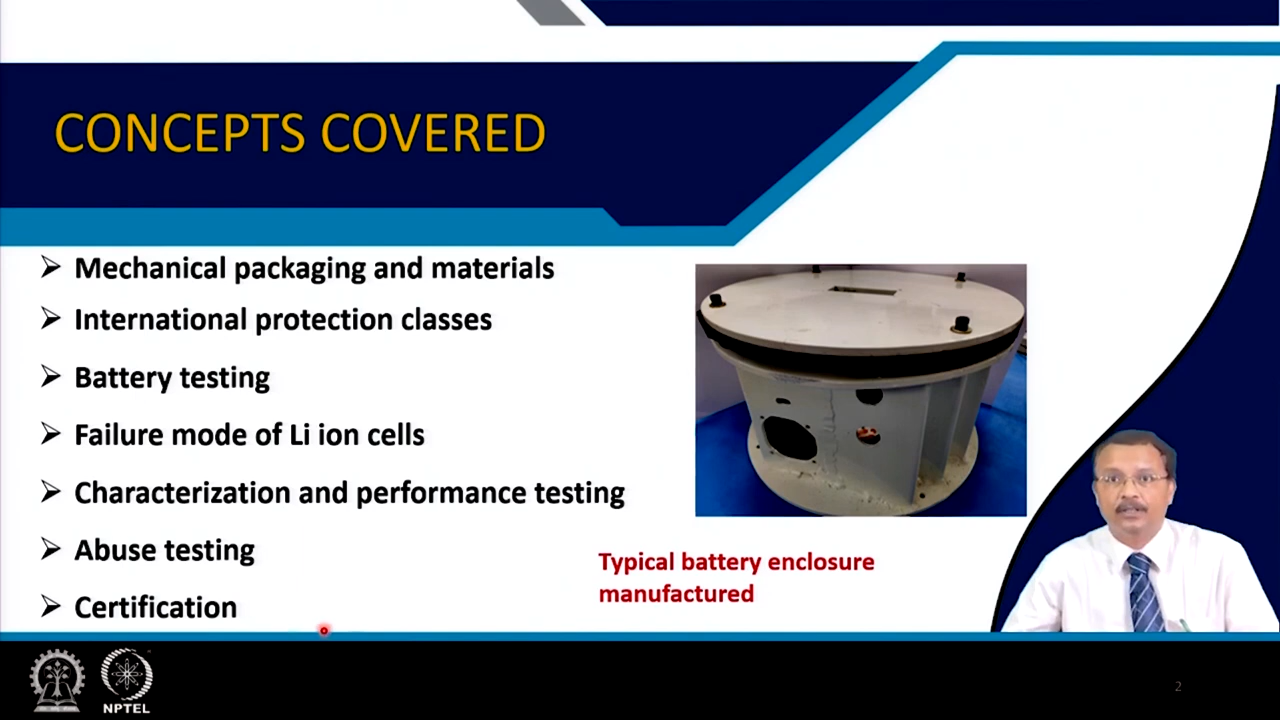 CONCEPTS COVERED
Mechanical packaging and materials
International protection classes
Battery testing
Failure mode of Li ion cells
Characterization and performance testing
Abuse testing
Certification
Typical battery enclosure
manufactured
NPTEL
2